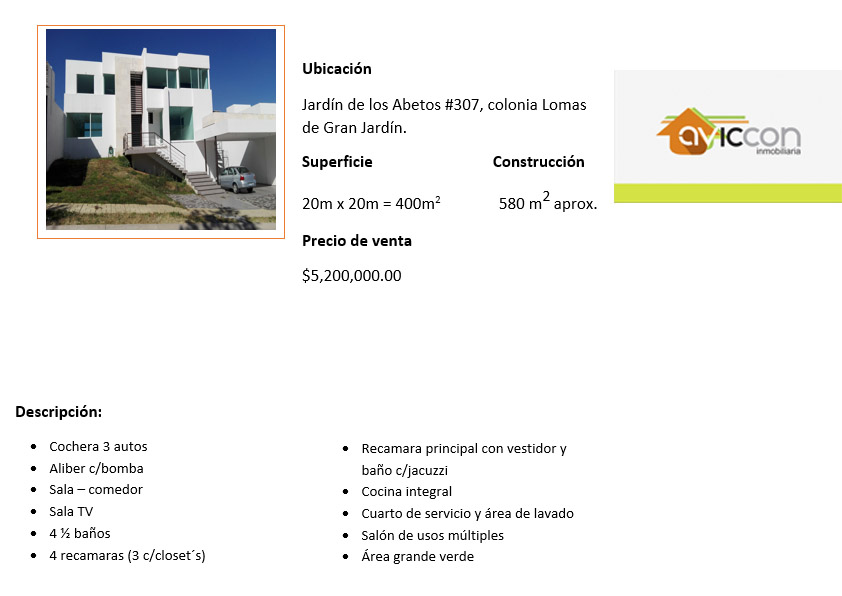 Ubicación
Jardín de los Abetos #307, colonia Lomas
de Gran Jardín.
Superficie
Construcción
20m x 20m = 400m²
580 m² aprox.
Precio de venta
$5,200,000.00
aviccon
inmobiliaria
Descripción:
Cochera 3 autos
Aliber c/bomba
Sala – comedor
Sala TV
4 ½ baños
4 recamaras (3 c/closet´s)
Recamara principal con vestidor y
baño c/jacuzzi
Cocina integral
Cuarto de servicio y área de lavado
Salón de usos múltiples
Área grande verde